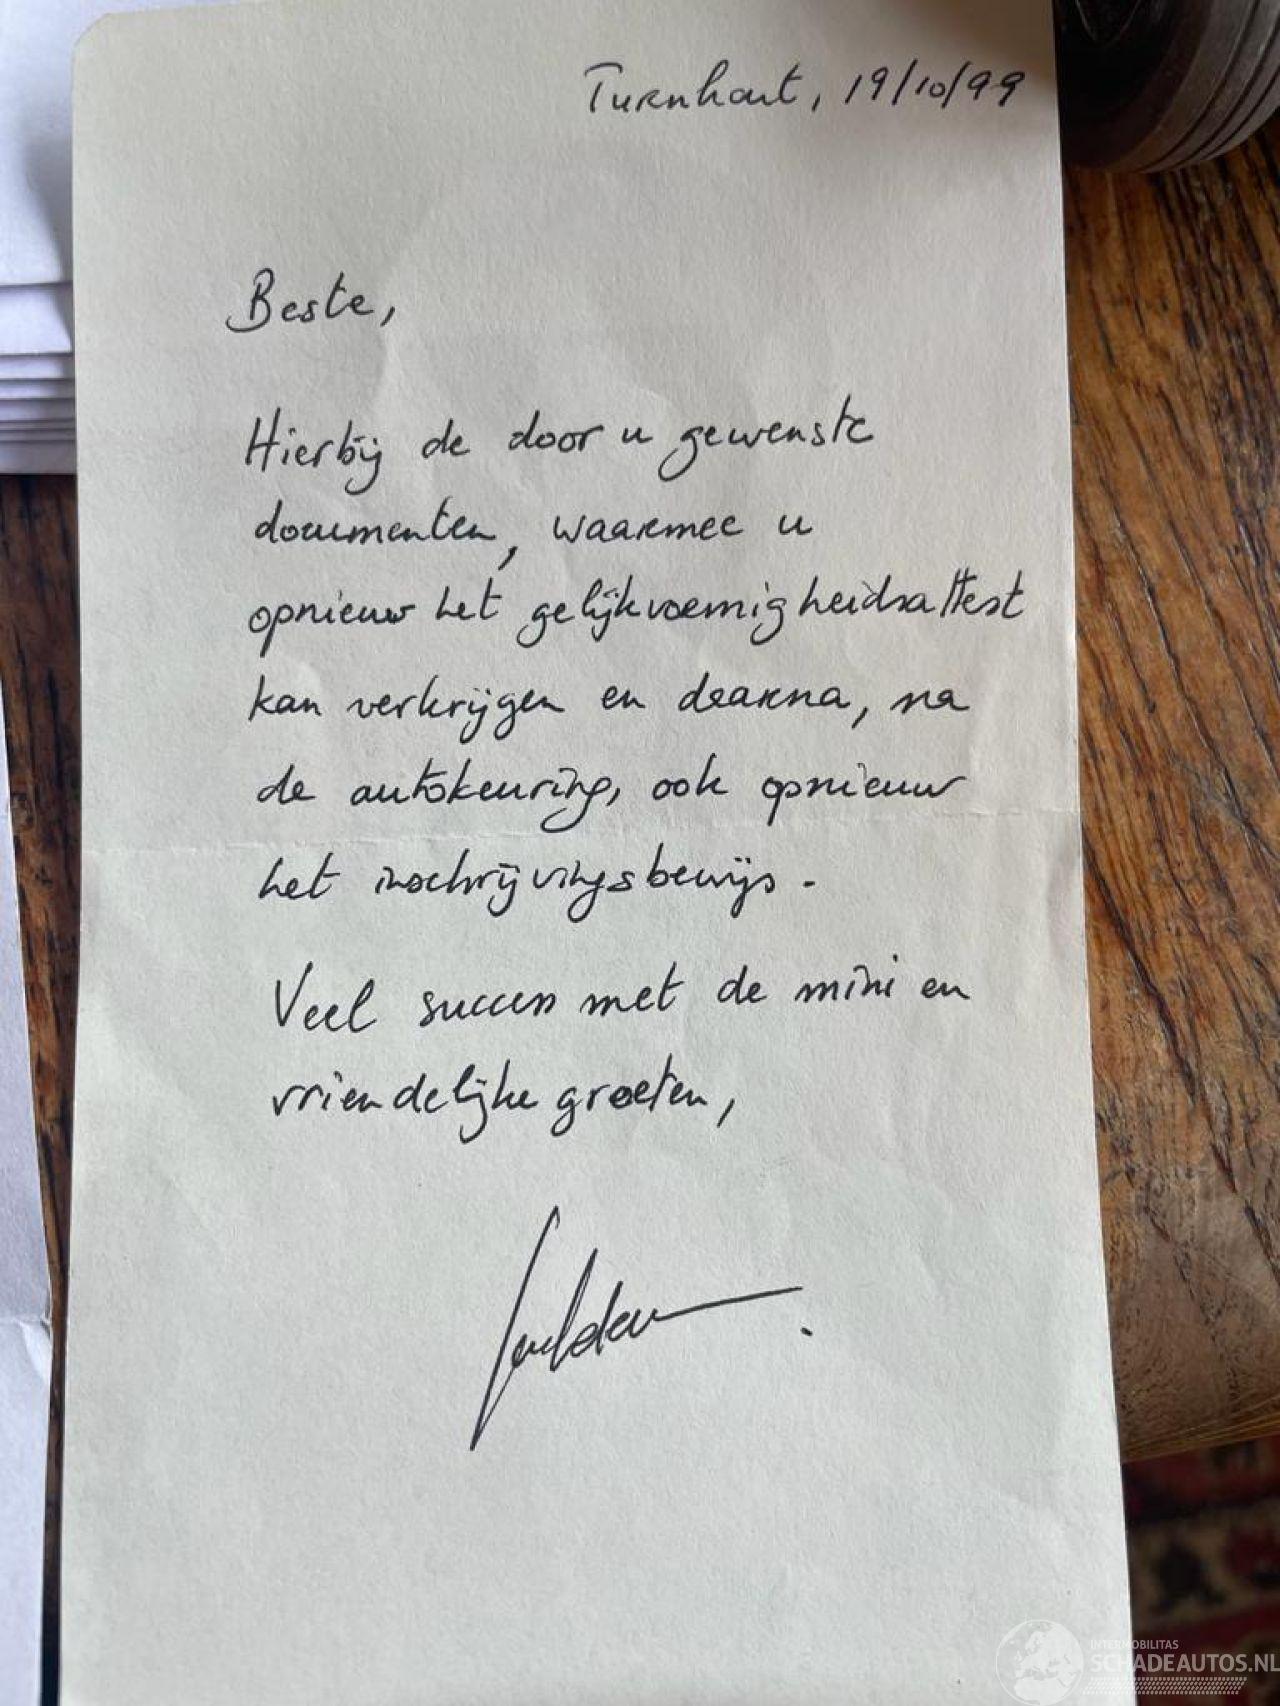 Turnhout, 19/10/99
Beste,
Hierbij de door u gewenste
documenten, waarmee u
opnieuw het gelijkvormigheidsattest
kan verkrijgen en daarna, na
de autokeuring, ook opnieuw
het inschrijvingsbewijs.
Veel succes met de mini en
vriendelijke groeten,
INTERMOBILITAS
SCHADEAUTOS.NL